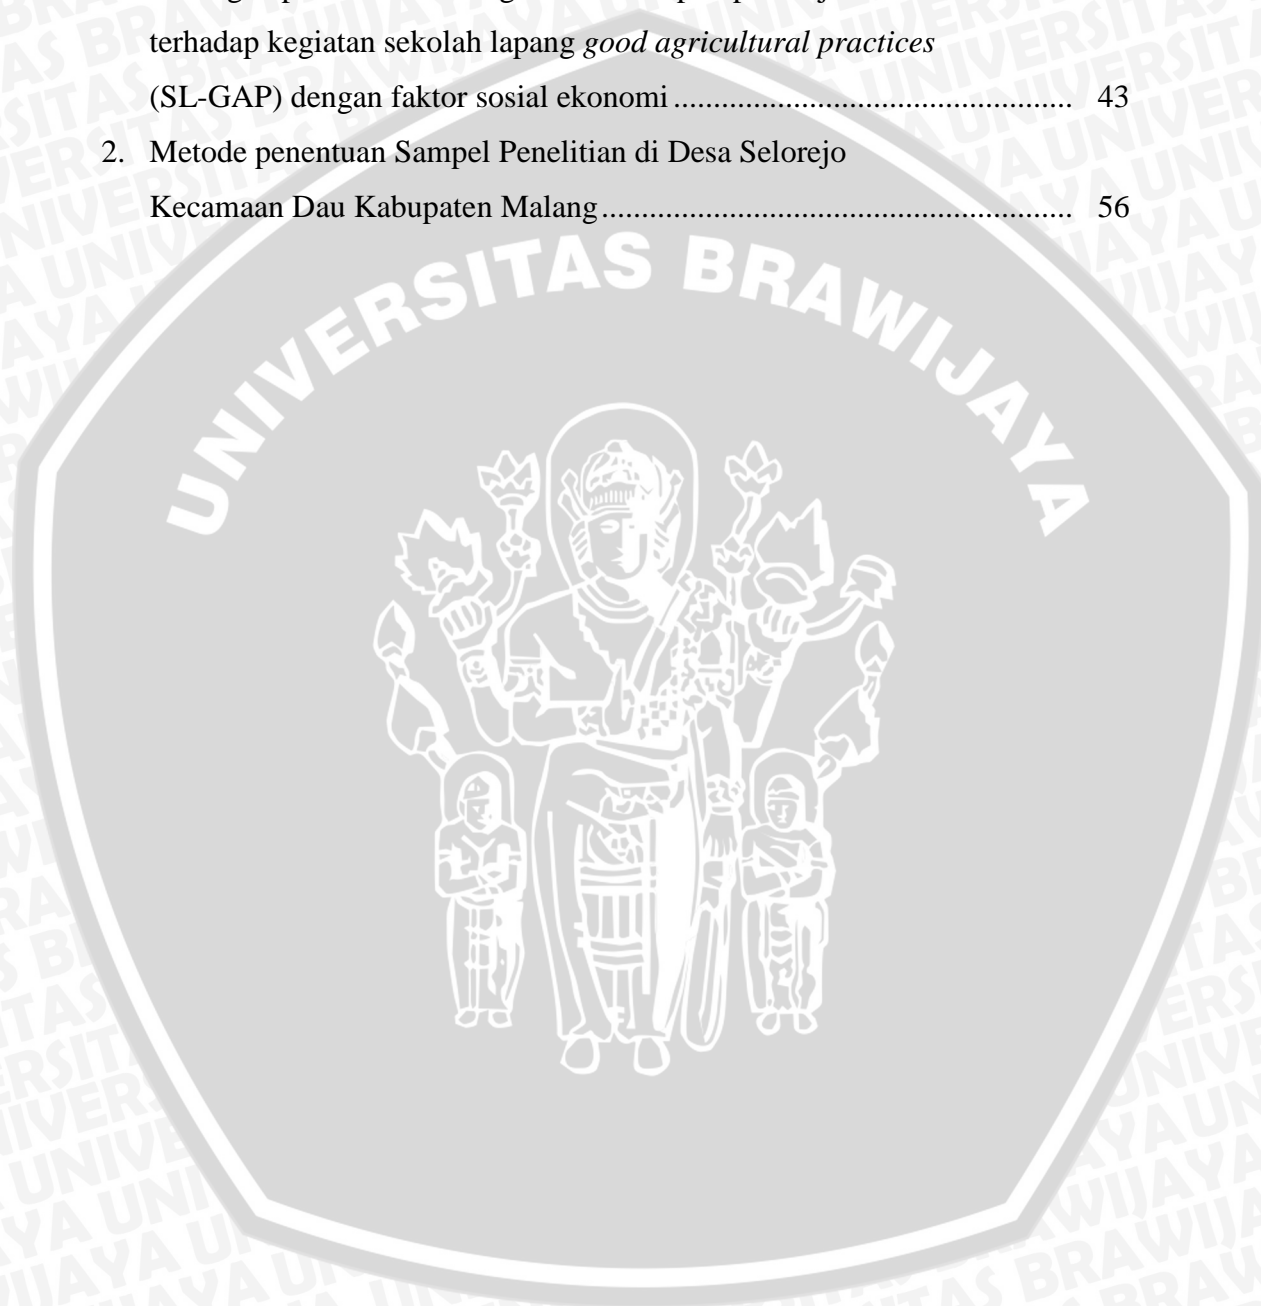 terhadap kegiatan sekolah lapang good agricultural practices
(SL-GAP) dengan faktor sosial ekonomi ............................................. 43
2. Metode penentuan Sampel Penelitian di Desa Selorejo
Kecamaan Dau Kabupaten Malang ..................................................... 56
UNIVERSITAS BRAWIJAYA